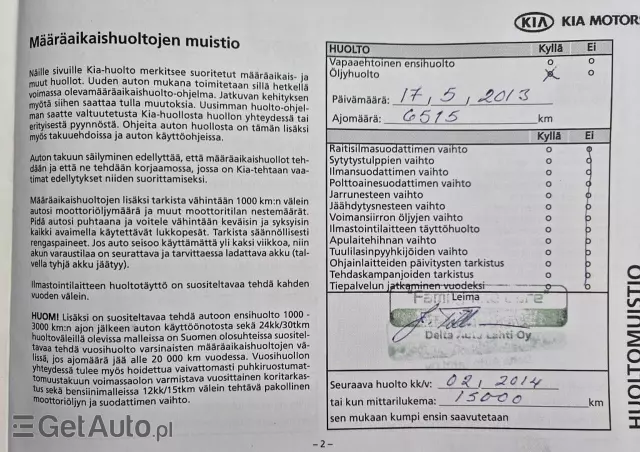 KIA KIA MOTORS
Määräaikaishuoltojen muistio
Näille sivuille Kia-huolto merkitsee suoritetut määräaikais- ja
muut huollot. Uuden auton mukana toimitetaan sillä hetkellä
voimassa olevamääräaikaishuolto-ohjelma. Jatkuvan kehityksen
myötä siihen saattaa tulla muutoksia. Uusimman huolto-ohjel-
man saatte valtuutetusta Kia-huollosta huollon yhteydessä tai
erityisestä pyynnöstä. Ohjeita auton huollosta on tämän lisäksi
myös takuuehdoissa ja auton käyttöohjeissa.
Auton takuun säilyminen edellyttää, että määräaikaishuollot teh-
dään ja että ne tehdään korjaamossa, jossa on Kia-tehtaan vaa-
timat edellytykset niiden suorittamiseksi.
Määräaikaishuoltojen lisäksi tarkista vähintään 1000 km:n välein
autosi moottoriöljymäärä ja muut moottoritilan nestemäärät.
Pidä autosi puhtaana ja voitele vähintään keväisin ja syksyisin
kaikki avaimella käytettävät lukkopesät. Tarkista säännöllisesti
rengaspaineet. Jos auto seisoo käyttämättä yli kaksi viikkoa, niin
akun varaustilaa on seurattava ja tarvittaessa ladattava akku (tal-
vella tyhjä akku jäätyy).
Ilmastointilaitteen huoltotäyttö on suositeltavaa tehdä kahden
vuoden välein.
HUOM! Lisäksi on suositeltavaa tehdä autoon ensihuolto 1000 -
3000 km:n ajon jälkeen auton käyttöönotosta sekä 24kk/30tkm
huoltoväleillä olevissa malleissa on Suomen olosuhteissa suositel-
tavaa tehdä vuosihuolto varsinaisten määräaikaishuoltojen vä-
lissä, jos ajomäärä jää alle 20 000 km vuodessa. Vuosihuollon
yhteydessä tulee myös hoidettua vaivattomasti puhkiruostumat-
tomuustakuun voimassaolon varmistava vuosittainen koritarkas-
tus sekä bensiinimalleissa 12kk/15tkm välein tehtävä pakollinen
moottoriöljyn ja suodattimen vaihto.
HUOLTO Kyllä Ei
Vapaaehtoinen ensihuolto o o
Öljyhuolto o
Päivämäärä: 17, 5, 2013
Ajomäärä: 6515 km
Kyllä Ei
Raitisilmasuodattimen vaihto o o
Sytytystulppien vaihto o o
Ilmansuodattimen vaihto o o
Polttoainesuodattimen vaihto o o
Jarrunesteen vaihto o o
Jäähdytysnesteen vaihto o o
Voimansiirron öljyjen vaihto o o
Ilmastointilaitteen täyttöhuolto o o
Apulaitehihnan vaihto o o
Tuulilasinpyyhkijöiden vaihto o o
Ohjainlaitteiden päivitysten tarkistus o o
Tehdaskampanjoiden tarkistus o o
Tiepalvelun jatkaminen vuodeksi o o
Leima
Delta Auto Lahti Oy
Seuraava huolto kk/v: 02, 2014
tai kun mittarilukema: 15000 km
sen mukaan kumpi ensin saavutetaan
HUOLTOMUISTIO
- 2 -
GetAuto.pl